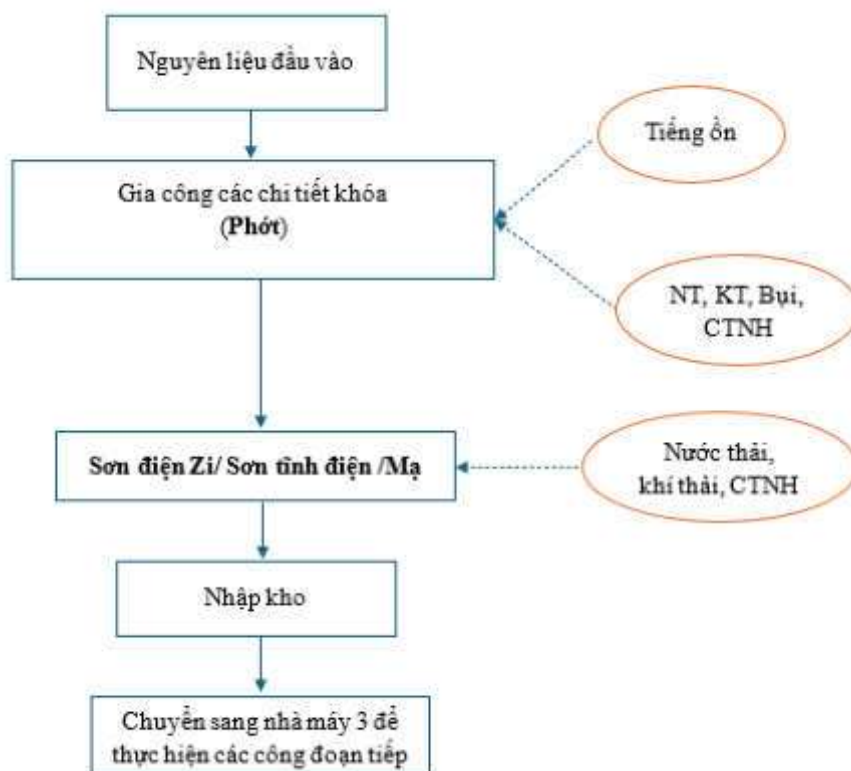 Nguyên liệu đầu vào
Tiếng ồn
Gia công các chi tiết khóa
(Phớt)
NT, KT, Bụi,
CTNH
Sơn điện Zi/ Sơn tĩnh điện /Mạ
Nước thải,
khí thải, CTNH
Nhập kho
Chuyển sang nhà máy 3 để
thực hiện các công đoạn tiếp